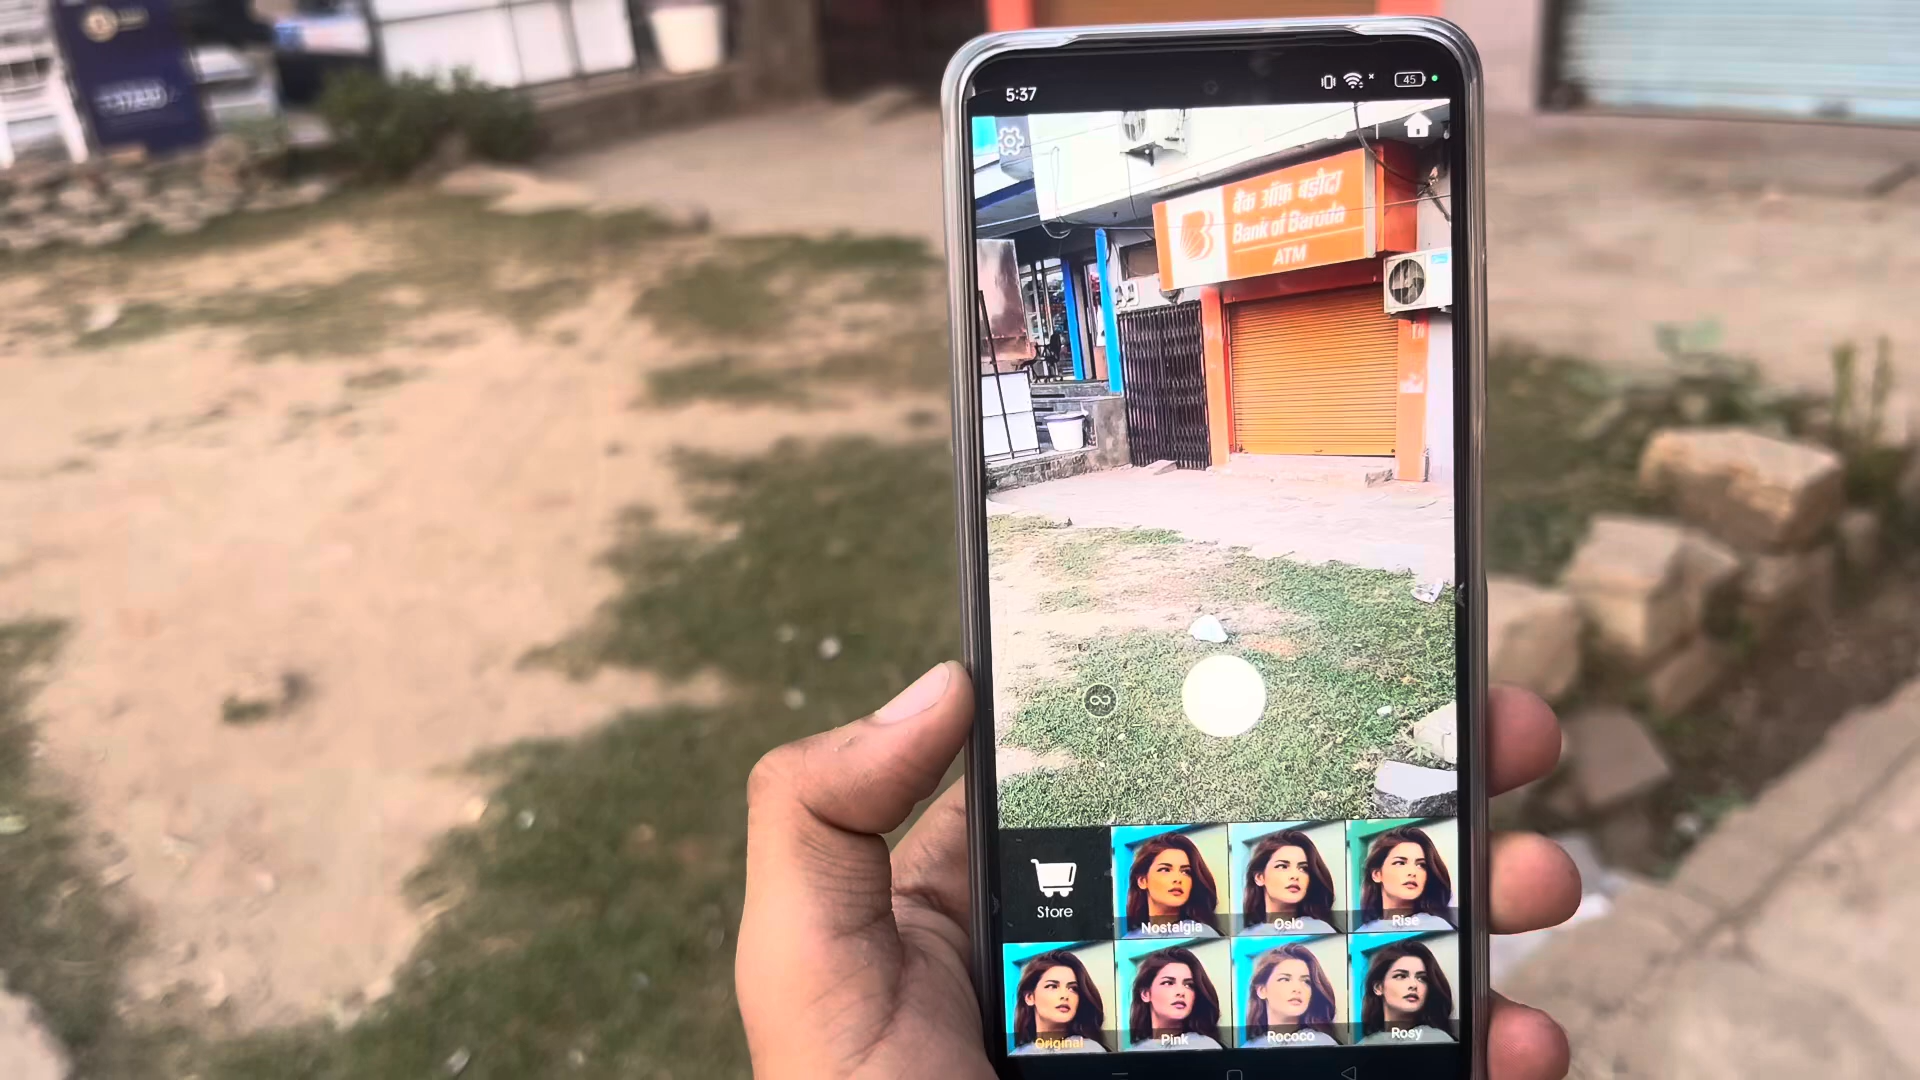 5:37
45
बैंक ऑफ़ बड़ौदा
Bank of Baroda
ATM
Store
Nostalgia
Oslo
Rise
Original
Pink
Rococo
Rosy